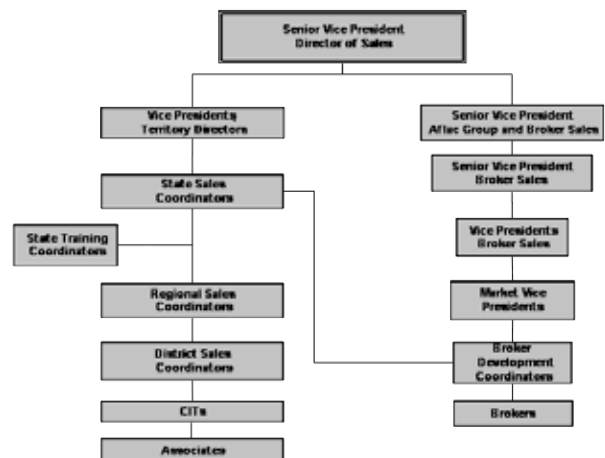 Senior Vice President
Director of Sales
Vice Presidents
Territory Directors
Senior Vice President
Aflac Group and Broker Sales
State Sales
Coordinators
Senior Vice President
Broker Sales
State Training
Coordinators
Vice Presidents
Broker Sales
Regional Sales
Coordinators
Market Vice
Presidents
District Sales
Coordinators
Broker
Development
Coordinators
CITs
Brokers
Associates